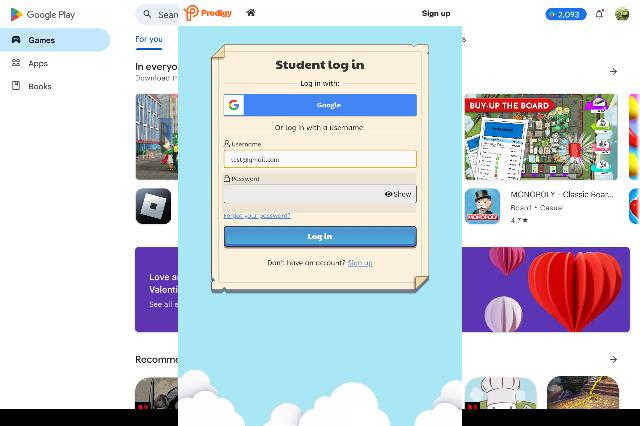 Google Play
Sear
Prodigy
Sign up
2,093
Games
Apps
Books
For you
s
In everyo
Download th
Student log in
Log in with:
Google
Or log in with a username:
Username
test@gmail.com
Password
Show
Forgot your password?
Log in
Don't have an account? Sign up
BUY-UP THE BOARD
MONOPOLY
MONOPOLY - Classic Boar...
Board • Casual
4.7★
Love an
Valenti
See all e
Recomme